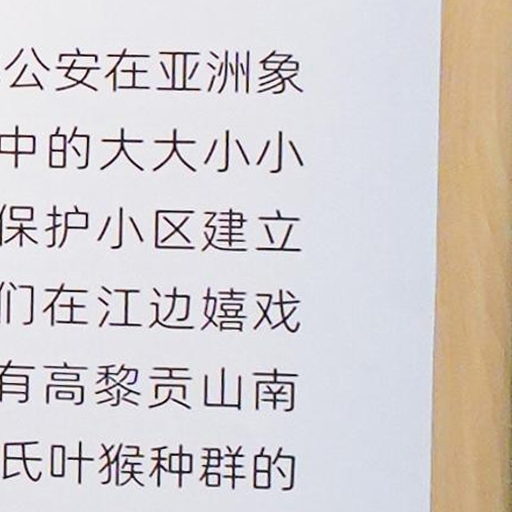 公安在亚洲象
中的大大小小
保护小区建立
们在江边嬉戏
有高黎贡山南
氏叶猴种群的